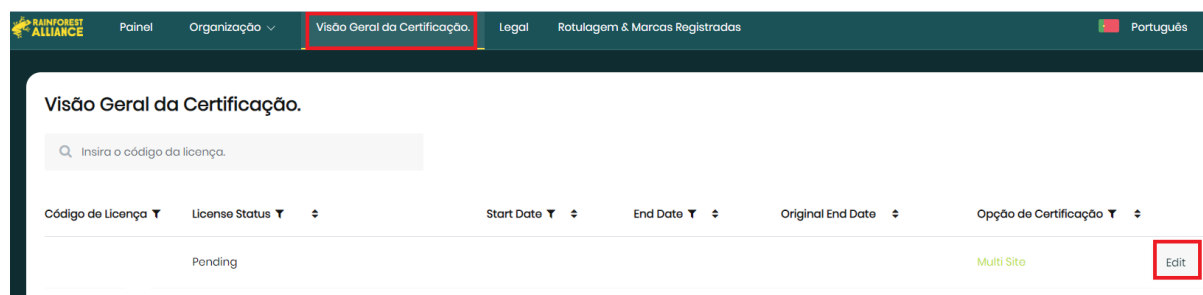 RAINFOREST
ALLIANCE
Painel
Organização
Visão Geral da Certificação.
Legal
Rotulagem & Marcas Registradas
Português
Visão Geral da Certificação.
Insira o código da licença.
Código de Licença
License Status
Start Date
End Date
Original End Date
Opção de Certificação
Pending
Multi Site
Edit